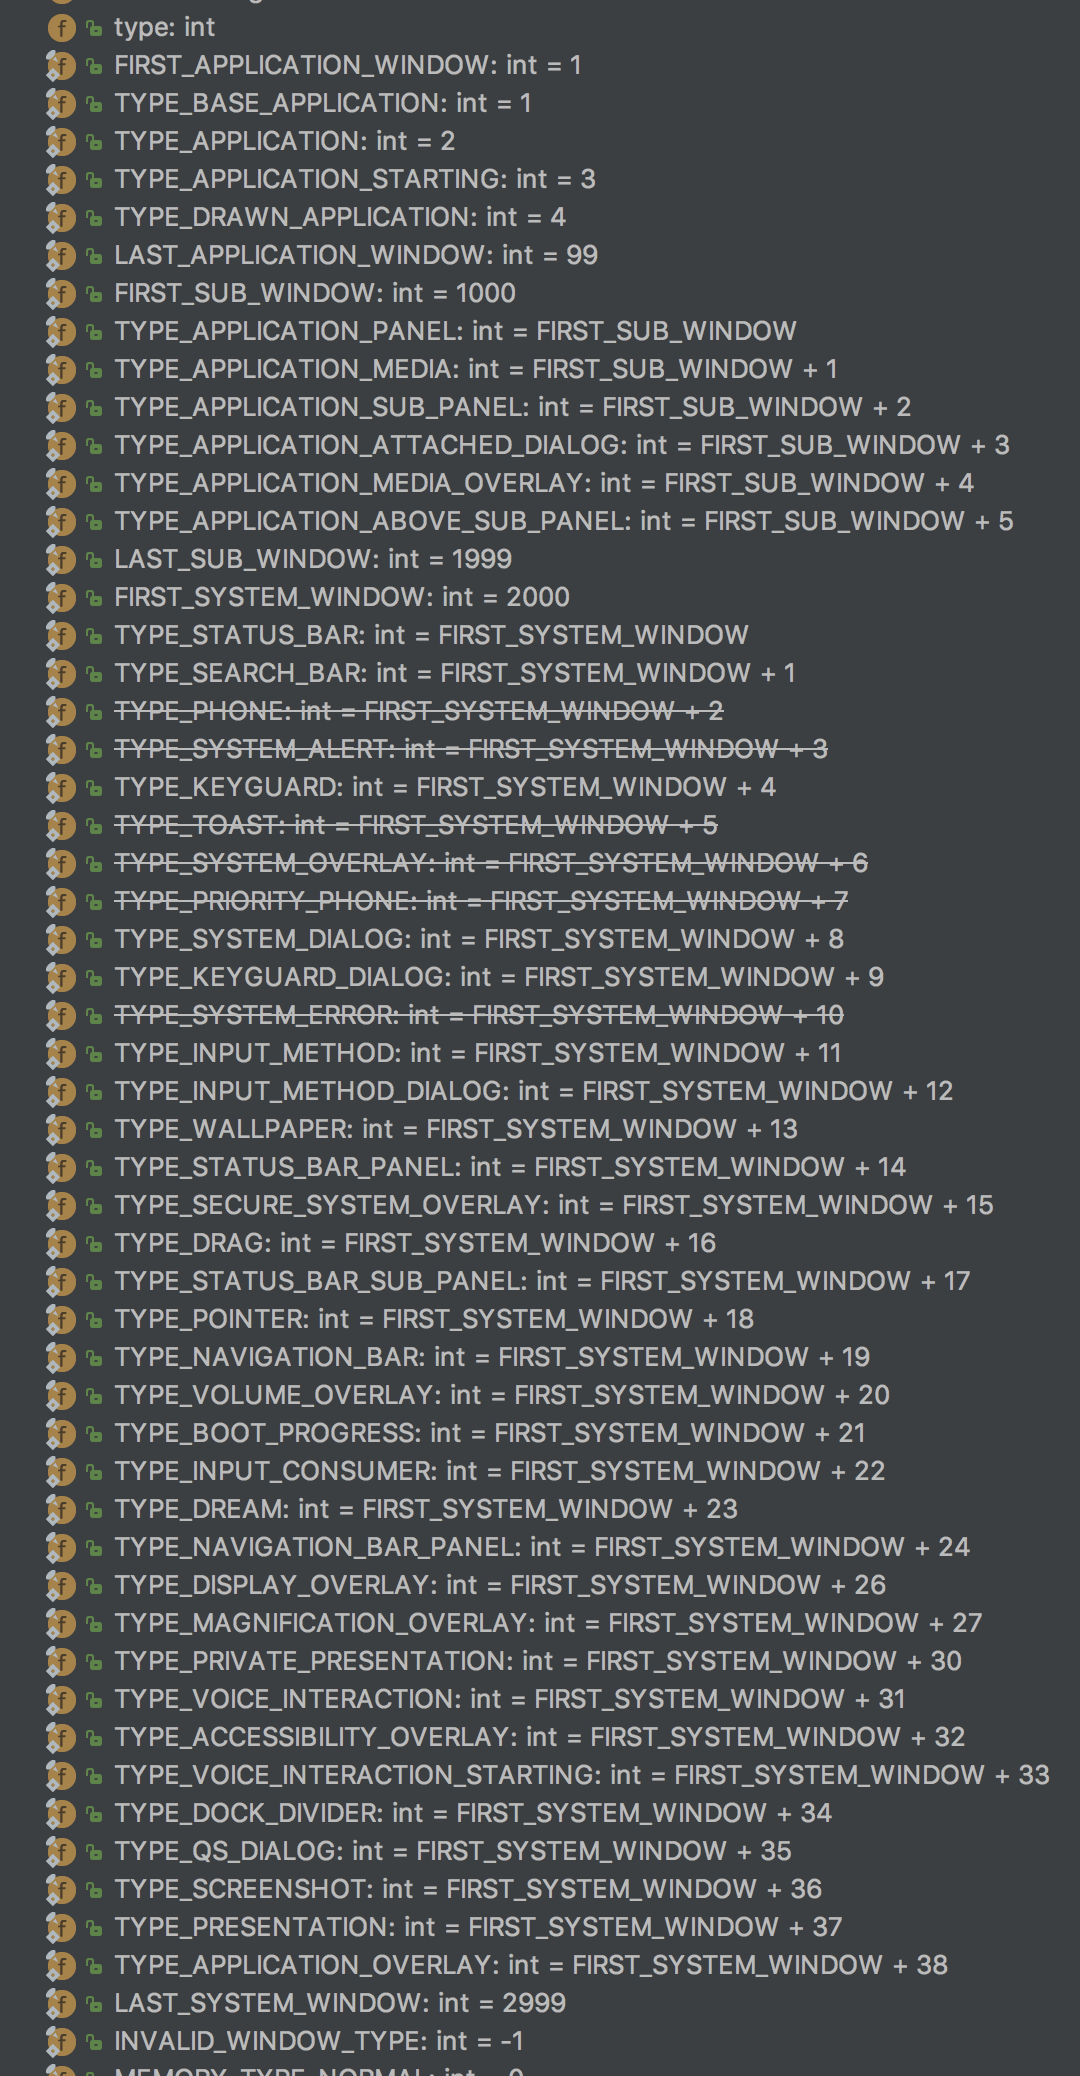 type: int
FIRST_APPLICATION_WINDOW: int = 1
TYPE_BASE_APPLICATION: int = 1
TYPE_APPLICATION: int = 2
TYPE_APPLICATION_STARTING: int = 3
TYPE_DRAWN_APPLICATION: int = 4
LAST_APPLICATION_WINDOW: int = 99
FIRST_SUB_WINDOW: int = 1000
TYPE_APPLICATION_PANEL: int = FIRST_SUB_WINDOW
TYPE_APPLICATION_MEDIA: int = FIRST_SUB_WINDOW + 1
TYPE_APPLICATION_SUB_PANEL: int = FIRST_SUB_WINDOW + 2
TYPE_APPLICATION_ATTACHED_DIALOG: int = FIRST_SUB_WINDOW + 3
TYPE_APPLICATION_MEDIA_OVERLAY: int = FIRST_SUB_WINDOW + 4
TYPE_APPLICATION_ABOVE_SUB_PANEL: int = FIRST_SUB_WINDOW + 5
LAST_SUB_WINDOW: int = 1999
FIRST_SYSTEM_WINDOW: int = 2000
TYPE_STATUS_BAR: int = FIRST_SYSTEM_WINDOW
TYPE_SEARCH_BAR: int = FIRST_SYSTEM_WINDOW + 1
TYPE_PHONE: int = FIRST_SYSTEM_WINDOW + 2
TYPE_SYSTEM_ALERT: int = FIRST_SYSTEM_WINDOW + 3
TYPE_KEYGUARD: int = FIRST_SYSTEM_WINDOW + 4
TYPE_TOAST: int = FIRST_SYSTEM_WINDOW + 5
TYPE_SYSTEM_OVERLAY: int = FIRST_SYSTEM_WINDOW + 6
TYPE_PRIORITY_PHONE: int = FIRST_SYSTEM_WINDOW + 7
TYPE_SYSTEM_DIALOG: int = FIRST_SYSTEM_WINDOW + 8
TYPE_KEYGUARD_DIALOG: int = FIRST_SYSTEM_WINDOW + 9
TYPE_SYSTEM_ERROR: int = FIRST_SYSTEM_WINDOW + 10
TYPE_INPUT_METHOD: int = FIRST_SYSTEM_WINDOW + 11
TYPE_INPUT_METHOD_DIALOG: int = FIRST_SYSTEM_WINDOW + 12
TYPE_WALLPAPER: int = FIRST_SYSTEM_WINDOW + 13
TYPE_STATUS_BAR_PANEL: int = FIRST_SYSTEM_WINDOW + 14
TYPE_SECURE_SYSTEM_OVERLAY: int = FIRST_SYSTEM_WINDOW + 15
TYPE_DRAG: int = FIRST_SYSTEM_WINDOW + 16
TYPE_STATUS_BAR_SUB_PANEL: int = FIRST_SYSTEM_WINDOW + 17
TYPE_POINTER: int = FIRST_SYSTEM_WINDOW + 18
TYPE_NAVIGATION_BAR: int = FIRST_SYSTEM_WINDOW + 19
TYPE_VOLUME_OVERLAY: int = FIRST_SYSTEM_WINDOW + 20
TYPE_BOOT_PROGRESS: int = FIRST_SYSTEM_WINDOW + 21
TYPE_INPUT_CONSUMER: int = FIRST_SYSTEM_WINDOW + 22
TYPE_DREAM: int = FIRST_SYSTEM_WINDOW + 23
TYPE_NAVIGATION_BAR_PANEL: int = FIRST_SYSTEM_WINDOW + 24
TYPE_DISPLAY_OVERLAY: int = FIRST_SYSTEM_WINDOW + 26
TYPE_MAGNIFICATION_OVERLAY: int = FIRST_SYSTEM_WINDOW + 27
TYPE_PRIVATE_PRESENTATION: int = FIRST_SYSTEM_WINDOW + 30
TYPE_VOICE_INTERACTION: int = FIRST_SYSTEM_WINDOW + 31
TYPE_ACCESSIBILITY_OVERLAY: int = FIRST_SYSTEM_WINDOW + 32
TYPE_VOICE_INTERACTION_STARTING: int = FIRST_SYSTEM_WINDOW + 33
TYPE_DOCK_DIVIDER: int = FIRST_SYSTEM_WINDOW + 34
TYPE_QS_DIALOG: int = FIRST_SYSTEM_WINDOW + 35
TYPE_SCREENSHOT: int = FIRST_SYSTEM_WINDOW + 36
TYPE_PRESENTATION: int = FIRST_SYSTEM_WINDOW + 37
TYPE_APPLICATION_OVERLAY: int = FIRST_SYSTEM_WINDOW + 38
LAST_SYSTEM_WINDOW: int = 2999
INVALID_WINDOW_TYPE: int = -1
MEMORY_TYPE_NORMAL: int = 0